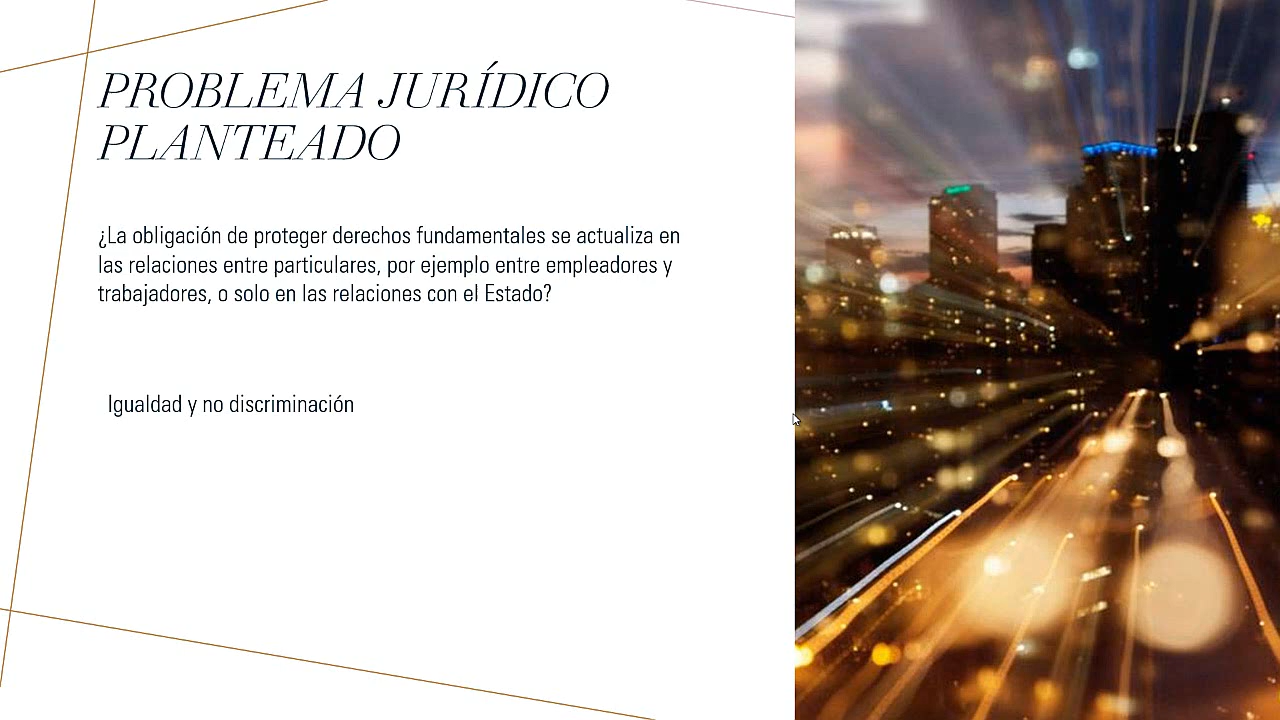 PROBLEMA JURÍDICO
PLANTEADO
¿La obligación de proteger derechos fundamentales se actualiza en
las relaciones entre particulares, por ejemplo entre empleadores y
trabajadores, o solo en las relaciones con el Estado?
Igualdad y no discriminación